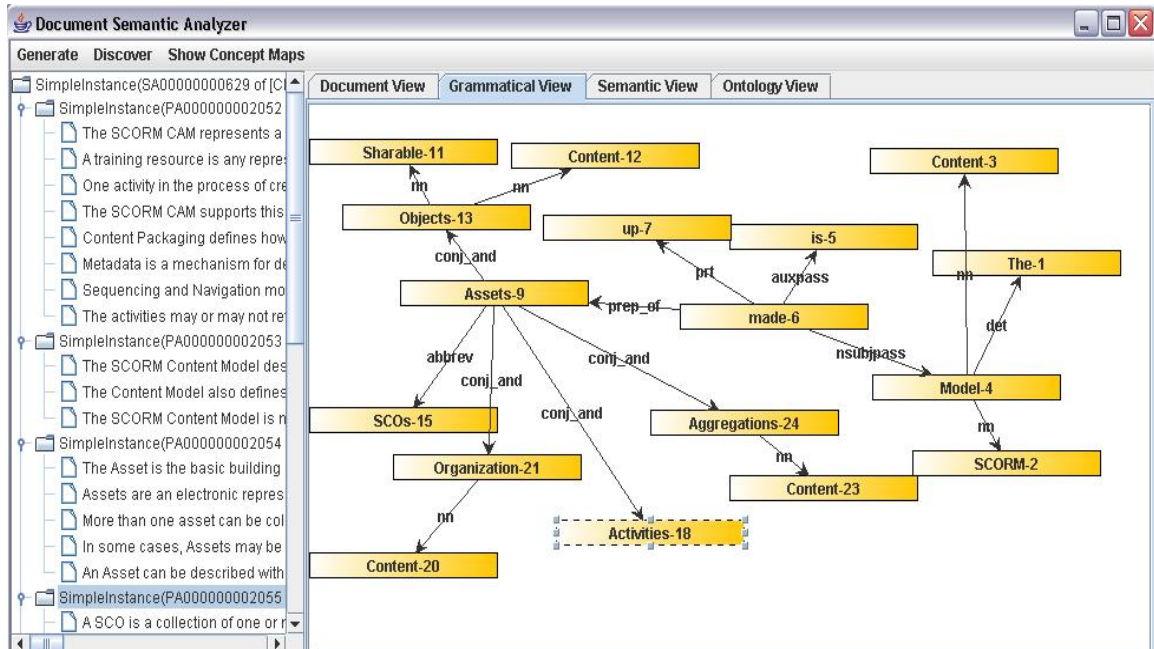 Document Semantic Analyzer
Generate Discover Show Concept Maps
SimpleInstance(SA00000000629 of [Cl
SimpleInstance(PA000000002052
The SCORM CAM represents a
A training resource is any repre
One activity in the process of cre
The SCORM CAM supports this
Content Packaging defines how
Metadata is a mechanism for de
Sequencing and Navigation mo
The activities may or may not re
SimpleInstance(PA000000002053
The SCORM Content Model des
The Content Model also defines
The SCORM Content Model is n
SimpleInstance(PA000000002054
The Asset is the basic building
Assets are an electronic repres
More than one asset can be col
In some cases, Assets may be
An Asset can be described with
SimpleInstance(PA000000002055
A SCO is a collection of one or r
Document View Grammatical View Semantic View Ontology View
Sharable-11
Content-12
Content-3
nn
nn
Objects-13
up-7
is-5
conj_and
prt
auxpass
nn
The-1
Assets-9
prep_of
made-6
det
nsubjpass
abbrev
conj_and
conj_and
conj_and
Model-4
SCOs-15
Aggregations-24
nn
nn
Organization-21
SCORM-2
Content-23
nn
Activities-18
Content-20